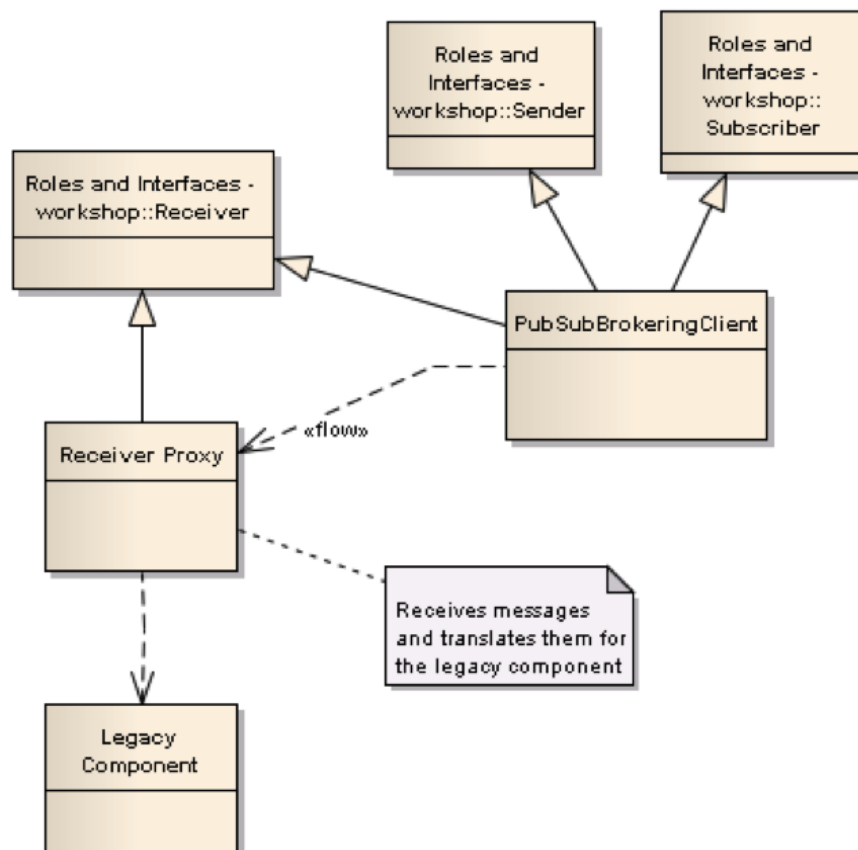 Roles and
Interfaces -
workshop::Sender
Roles and
Interfaces -
workshop::
Subscriber
Roles and Interfaces -
workshop::Receiver
PubSubBrokeringClient
«flow»
Receiver Proxy
Receives messages
and translates them for
the legacy component
Legacy
Component